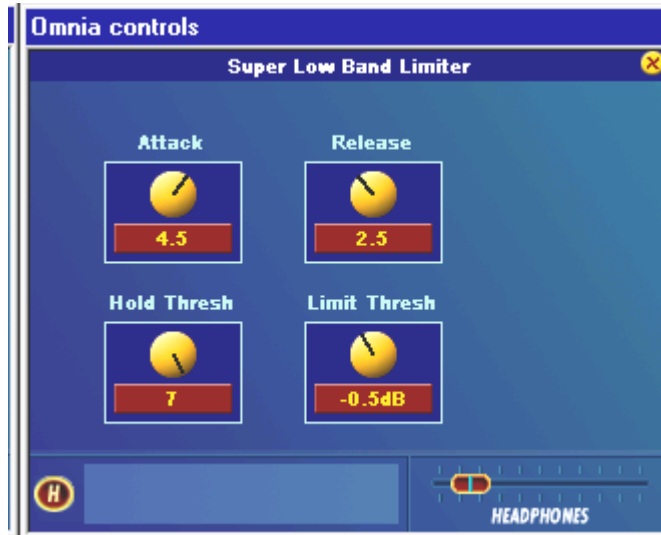 Omnia controls
Super Low Band Limiter
Attack
Release
4.5
2.5
Hold Thresh
Limit Thresh
7
-0.5dB
H
HEADPHONES